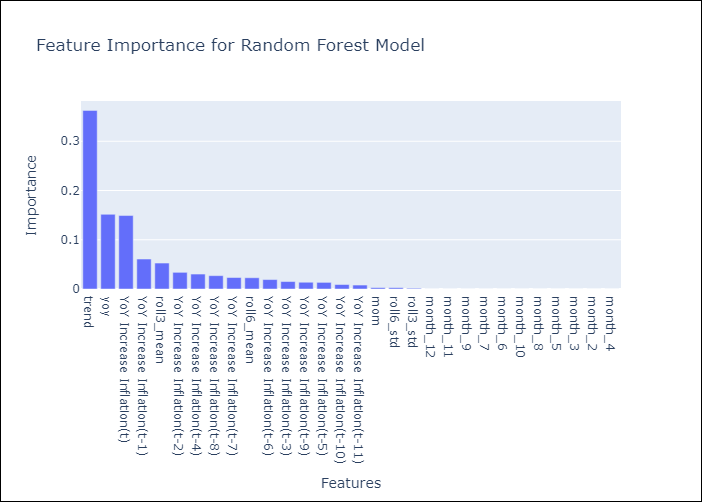 Feature Importance for Random Forest Model
Importance
0.3
0.2
0.1
0
trend
yoy
YoY Increase Inflation(t)
YoY Increase Inflation(t-1)
roll3_mean
YoY Increase Inflation(t-2)
YoY Increase Inflation(t-4)
YoY Increase Inflation(t-8)
YoY Increase Inflation(t-7)
roll6_mean
YoY Increase Inflation(t-6)
YoY Increase Inflation(t-3)
YoY Increase Inflation(t-9)
YoY Increase Inflation(t-5)
YoY Increase Inflation(t-10)
YoY Increase Inflation(t-11)
mom
roll6_std
roll3_std
month_12
month_11
month_9
month_7
month_6
month_10
month_8
month_5
month_3
month_2
month_4
Features